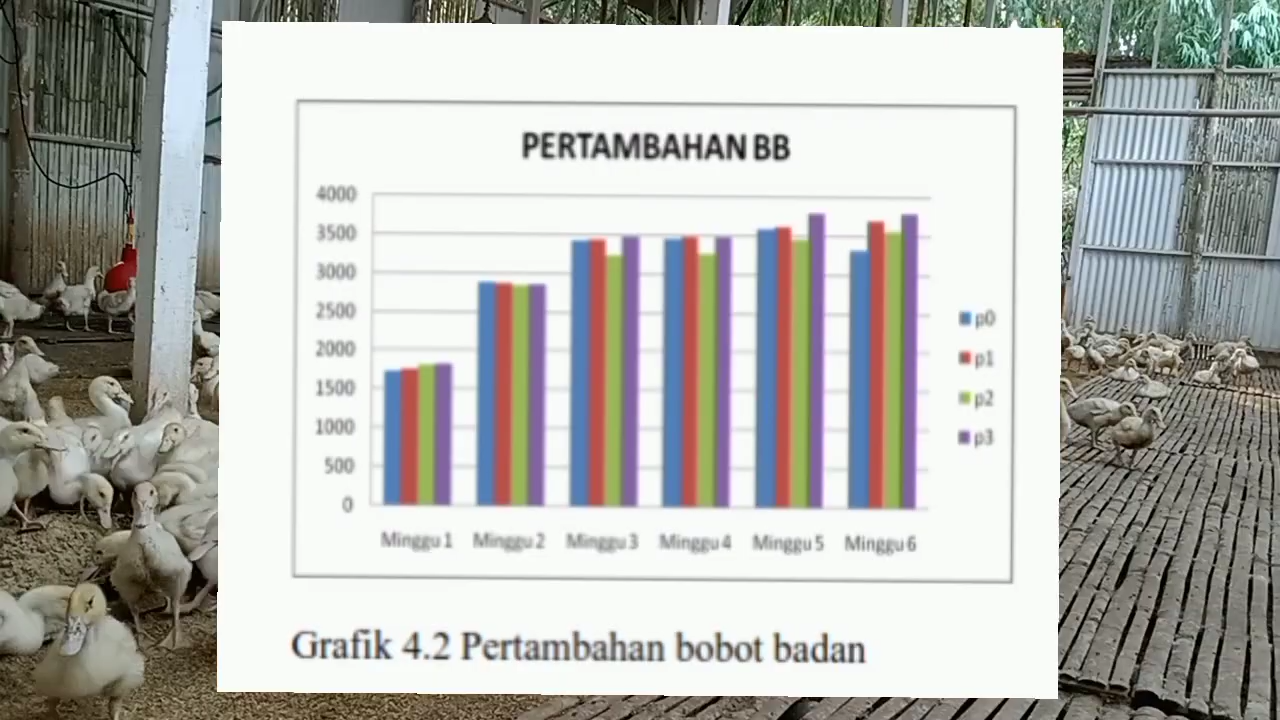 PERTAMBAHAN BB
4000
3500
3000
2500
2000
1500
1000
500
0
Minggu 1 Minggu 2 Minggu 3 Minggu 4 Minggu 5 Minggu 6
p0
p1
p2
p3
Grafik 4.2 Pertambahan bobot badan